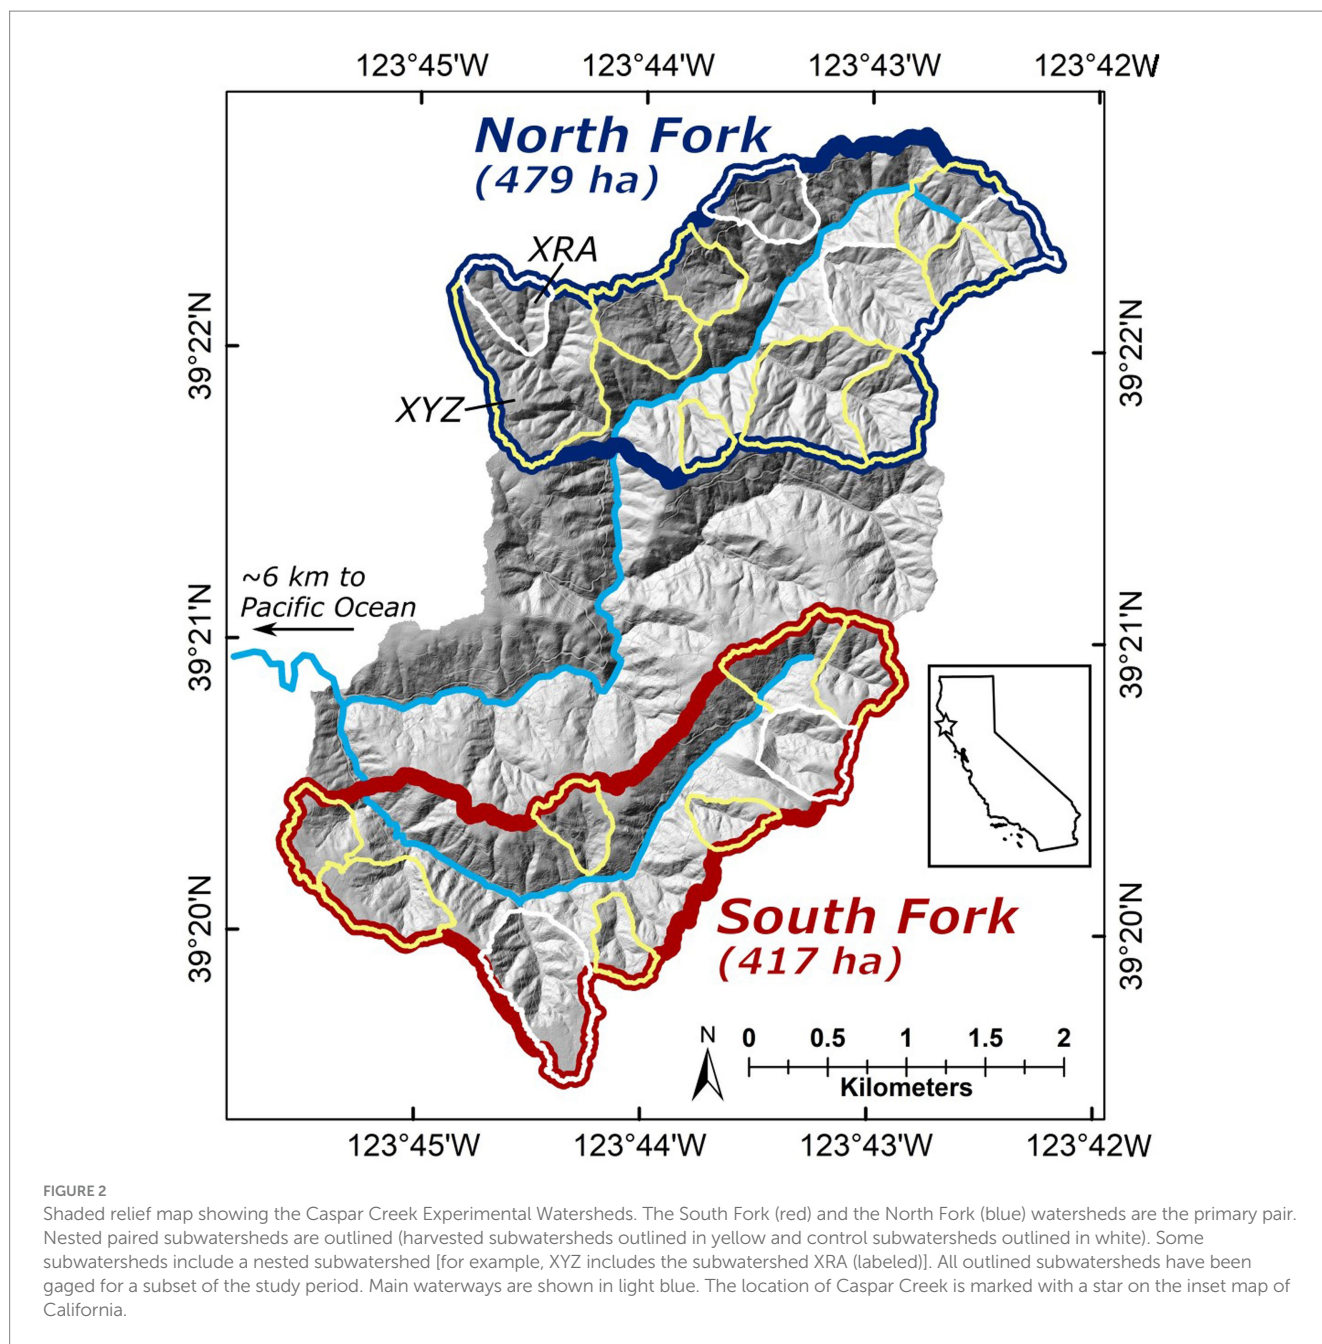 123°45'W 123°44'W 123°43'W 123°42'W
North Fork
(479 ha)
XRA
39°22'N
39°22'N
XYZ
~6 km to
Pacific Ocean
39°21'N
39°21'N
South Fork
(417 ha)
39°20'N
39°20'N
N 0 0.5 1 1.5 2
Kilometers
123°45'W 123°44'W 123°43'W 123°42'W
FIGURE 2
Shaded relief map showing the Caspar Creek Experimental Watersheds. The South Fork (red) and the North Fork (blue) watersheds are the primary pair.
Nested paired subwatersheds are outlined (harvested subwatersheds outlined in yellow and control subwatersheds outlined in white). Some
subwatersheds include a nested subwatershed [for example, XYZ includes the subwatershed XRA (labeled)]. All outlined subwatersheds have been
gaged for a subset of the study period. Main waterways are shown in light blue. The location of Caspar Creek is marked with a star on the inset map of
California.